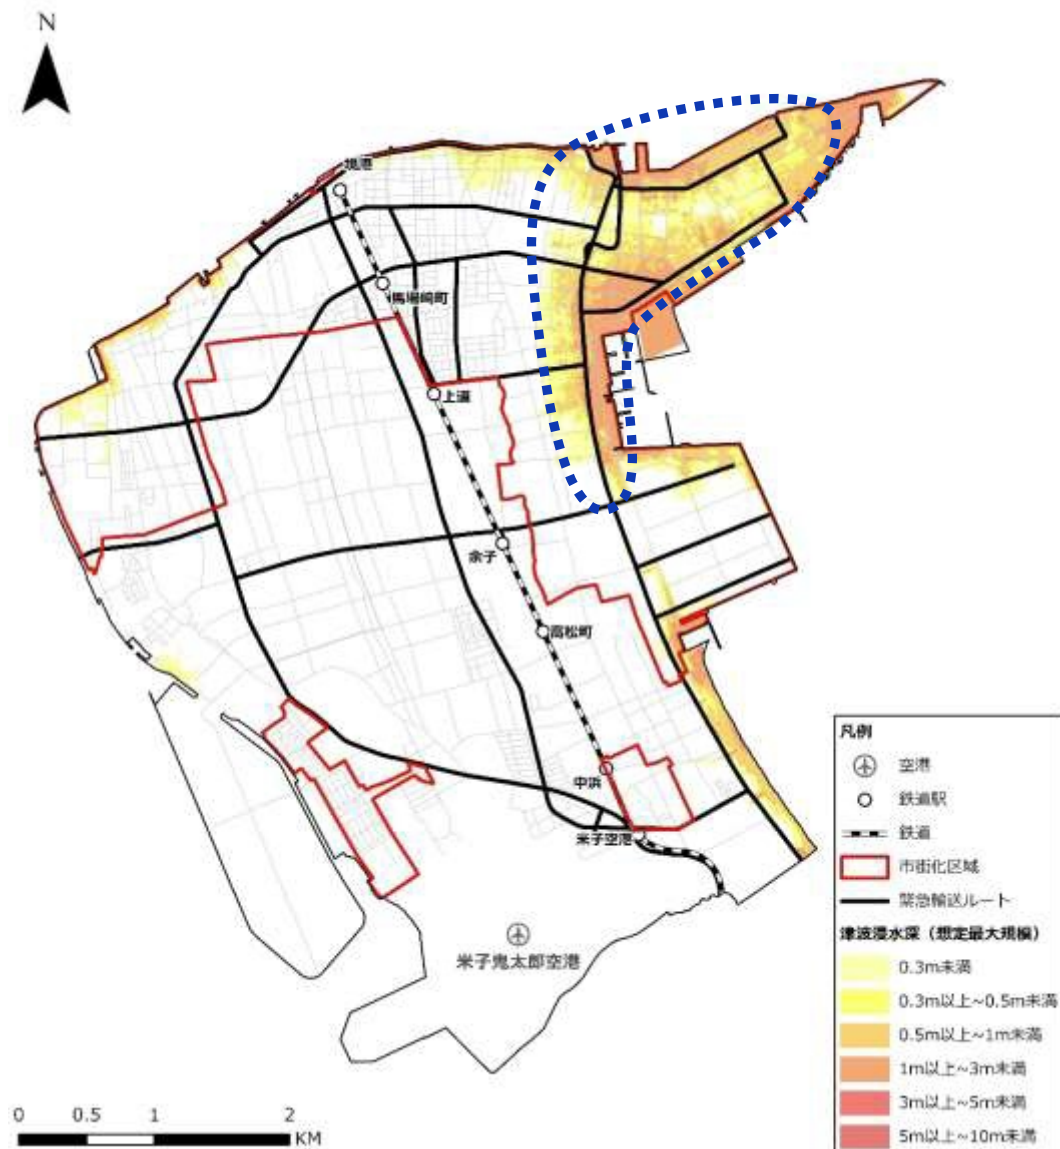 N
境港
馬場崎町
上道
余子
高松町
中浜
米子空港
米子鬼太郎空港
凡例
空港
鉄道駅
鉄道
市街化区域
緊急輸送ルート
津波浸水深（想定最大規模）
0.3m未満
0.3m以上~0.5m未満
0.5m以上~1m未満
1m以上~3m未満
3m以上~5m未満
5m以上~10m未満
0 0.5 1 2
KM